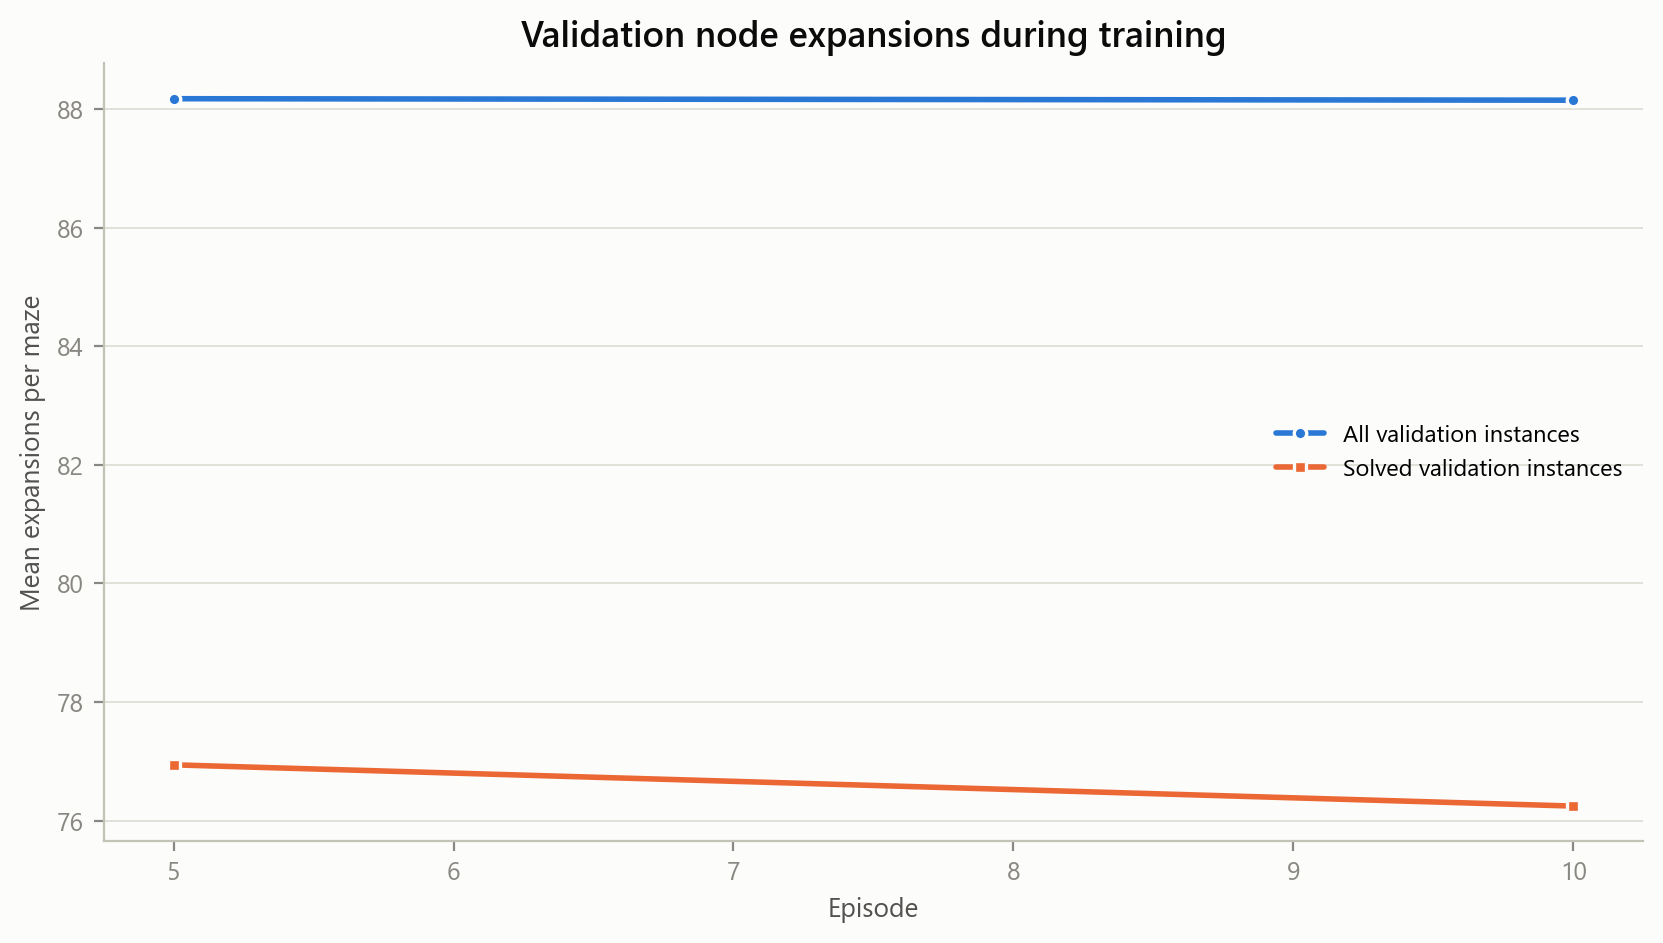 Validation node expansions during training
Mean expansions per maze
88
86
84
82
80
78
76
All validation instances
Solved validation instances
5 6 7 8 9 10
Episode